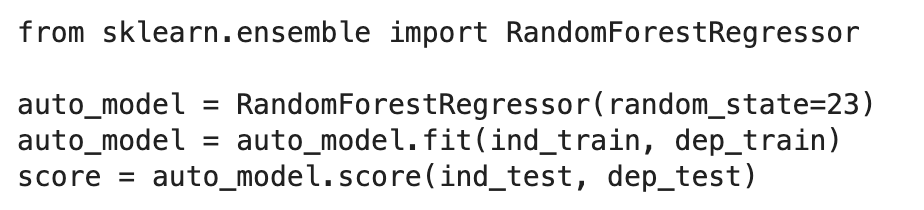 from sklearn.ensemble import RandomForestRegressor
auto_model = RandomForestRegressor(random_state=23)
auto_model = auto_model.fit(ind_train, dep_train)
score = auto_model.score(ind_test, dep_test)